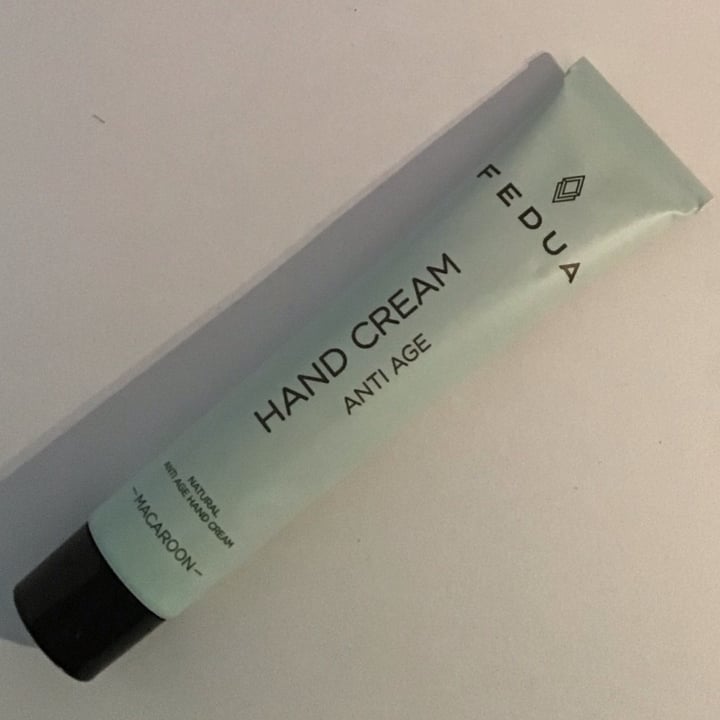 FEDUA
HAND CREAM
ANTI AGE
NATURAL
ANTI AGE HAND CREAM
–MACAROON–